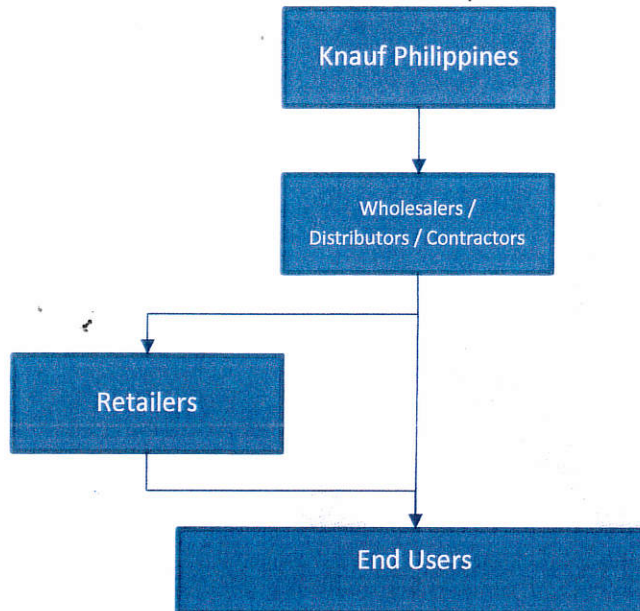 Knauf Philippines
Wholesalers /
Distributors / Contractors
Retailers
End Users